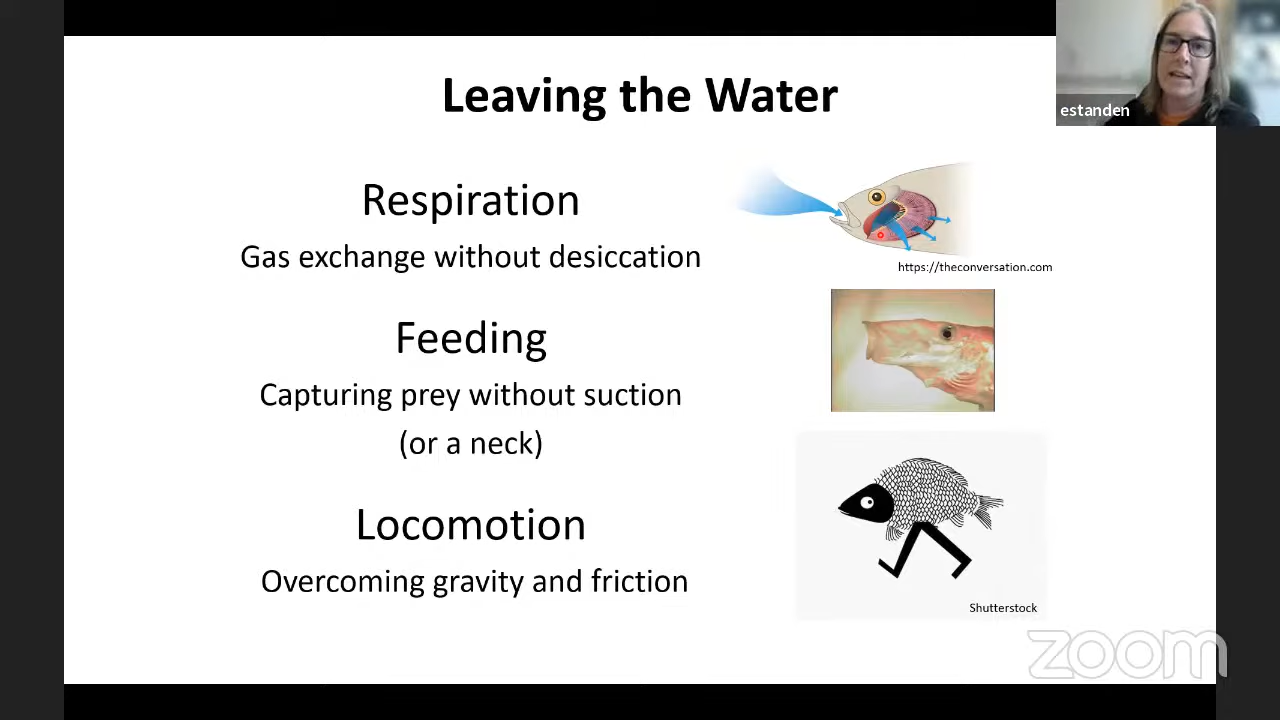 Leaving the Water
estanden
Respiration
Gas exchange without desiccation
https://theconversation.com
Feeding
Capturing prey without suction
(or a neck)
Locomotion
Overcoming gravity and friction
Shutterstock
zoom